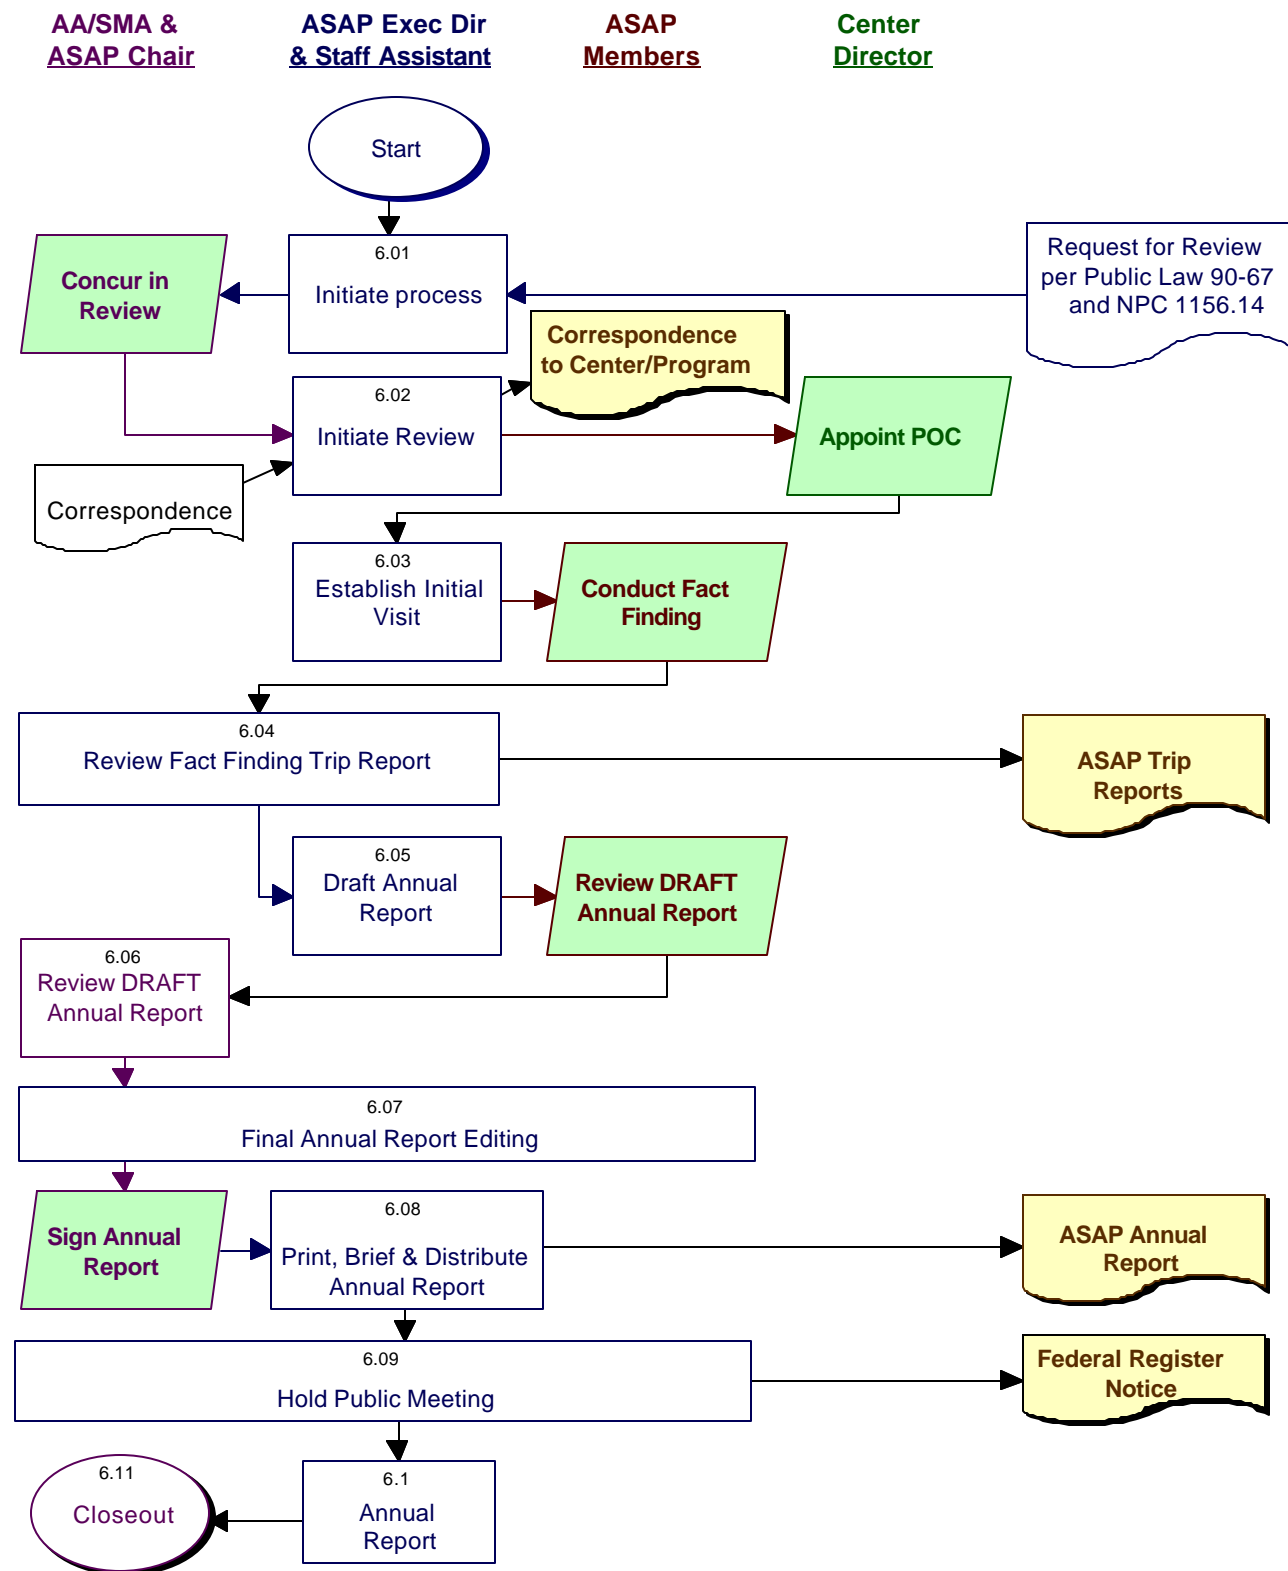 AA/SMA &
ASAP Chair
ASAP Exec Dir
& Staff Assistant
ASAP
Members
Center
Director
Start
6.01
Initiate process
Concur in
Review
Request for Review
per Public Law 90-67
and NPC 1156.14
Correspondence
to Center/Program
6.02
Initiate Review
Appoint POC
Correspondence
6.03
Establish Initial
Visit
Conduct Fact
Finding
6.04
Review Fact Finding Trip Report
ASAP Trip
Reports
6.05
Draft Annual
Report
Review DRAFT
Annual Report
6.06
Review DRAFT
Annual Report
6.07
Final Annual Report Editing
Sign Annual
Report
6.08
Print, Brief & Distribute
Annual Report
ASAP Annual
Report
6.09
Hold Public Meeting
Federal Register
Notice
6.11
Closeout
6.1
Annual
Report